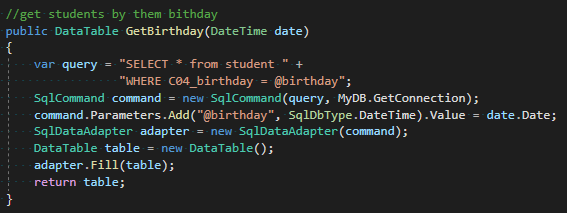 //get students by them bithday
public DataTable GetBirthday(DateTime date)
{
var query = "SELECT * from student " +
"WHERE C04_birthday = @birthday";
SqlCommand command = new SqlCommand(query, MyDB.GetConnection);
command.Parameters.Add("@birthday", SqlDbType.DateTime).Value = date.Date;
SqlDataAdapter adapter = new SqlDataAdapter(command);
DataTable table = new DataTable();
adapter.Fill(table);
return table;
}